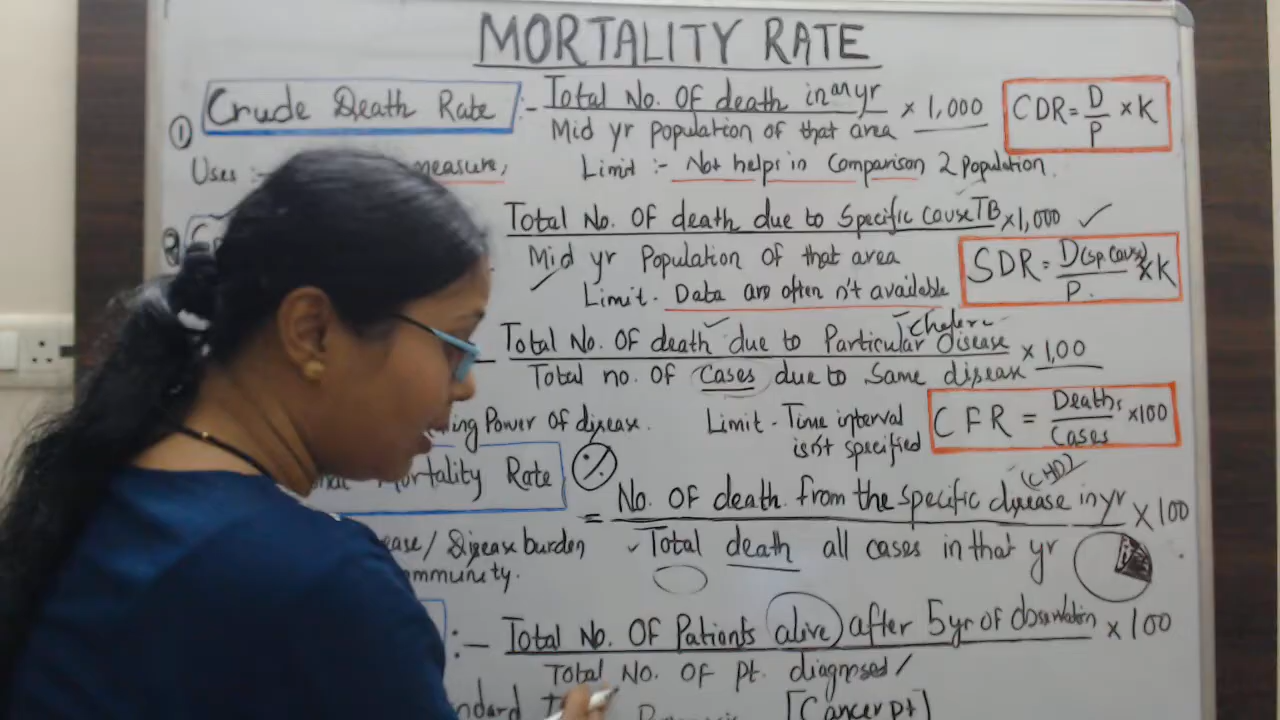 MORTALITY RATE
① Crude Death Rate :- Total No. OF death in an yr × 1,000 CDR = D/P × K
Mid yr Population of that area
Uses :- measure, Limit :- Not helps in Comparison 2 Population.
② Total No. OF death due to Specific cause TB × 1,000 ✓
Mid yr Population of that area SDR = D(sp. Cause)/P. × K
Limit - Data are often n't available
Total No. OF death due to Particular disease Cholera × 1,00
Total no. OF Cases due to Same disease
Power of disease. Limit - Time interval isn't specified CFR = Deaths/Cases × 100
Mortality Rate % = No. OF death from the specific disease (CHD) in yr × 100
Disease burden ✓ Total death all cases in that yr
:- Total No. OF Patients alive after 5 yr of observation × 100
Total No. OF Pt. diagnosed /
[Cancer pt]